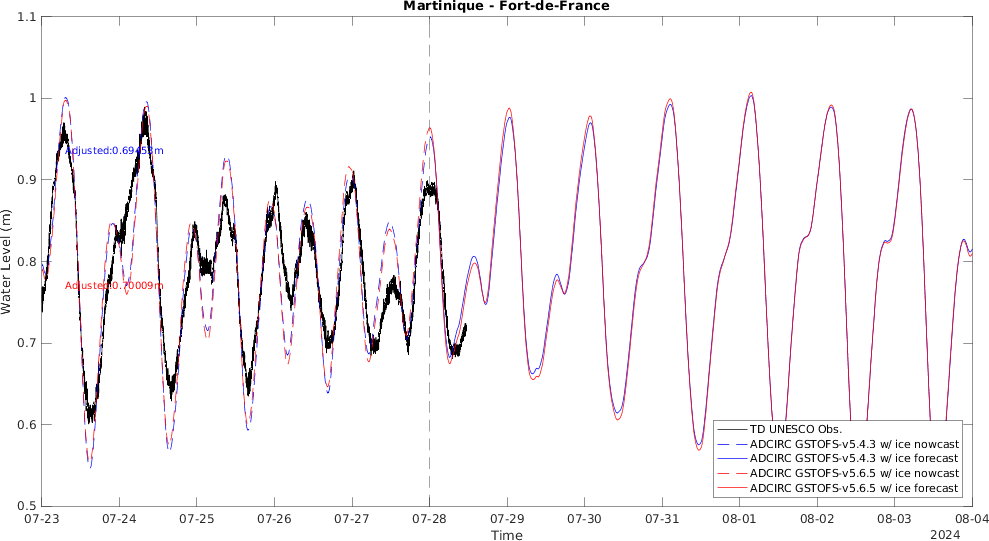 Martinique - Fort-de-France
1.1
1
0.9
0.8
0.7
0.6
0.5
Water Level (m)
Adjusted:0.69453m
Adjusted:0.70009m
TD UNESCO Obs.
ADCIRC GSTOFS-v5.4.3 w/ ice nowcast
ADCIRC GSTOFS-v5.4.3 w/ ice forecast
ADCIRC GSTOFS-v5.6.5 w/ ice nowcast
ADCIRC GSTOFS-v5.6.5 w/ ice forecast
07-23 07-24 07-25 07-26 07-27 07-28 07-29 07-30 07-31 08-01 08-02 08-03 08-04
Time
2024